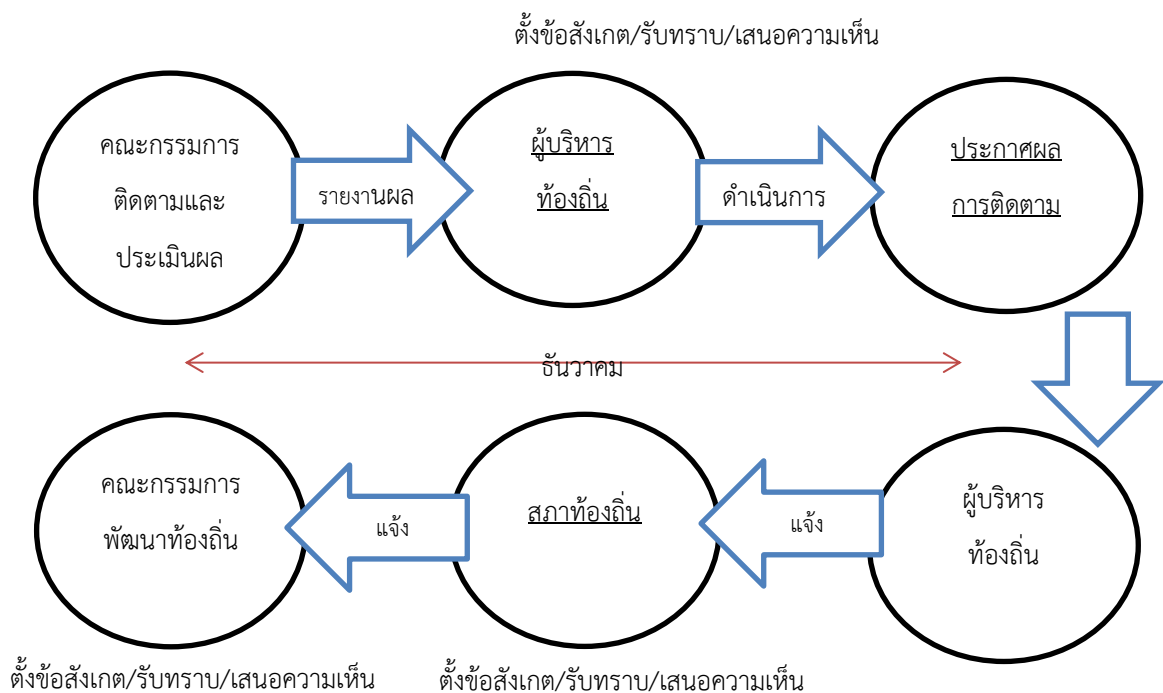 ตั้งข้อสังเกต/รับทราบ/เสนอความเห็น
คณะกรรมการ
ติดตามและ
ประเมินผล
รายงานผล
ผู้บริหาร
ท้องถิ่น
ดำเนินการ
ประกาศผล
การติดตาม
ธันวาคม
คณะกรรมการ
พัฒนาท้องถิ่น
แจ้ง
สภาท้องถิ่น
แจ้ง
ผู้บริหาร
ท้องถิ่น
ตั้งข้อสังเกต/รับทราบ/เสนอความเห็น
ตั้งข้อสังเกต/รับทราบ/เสนอความเห็น